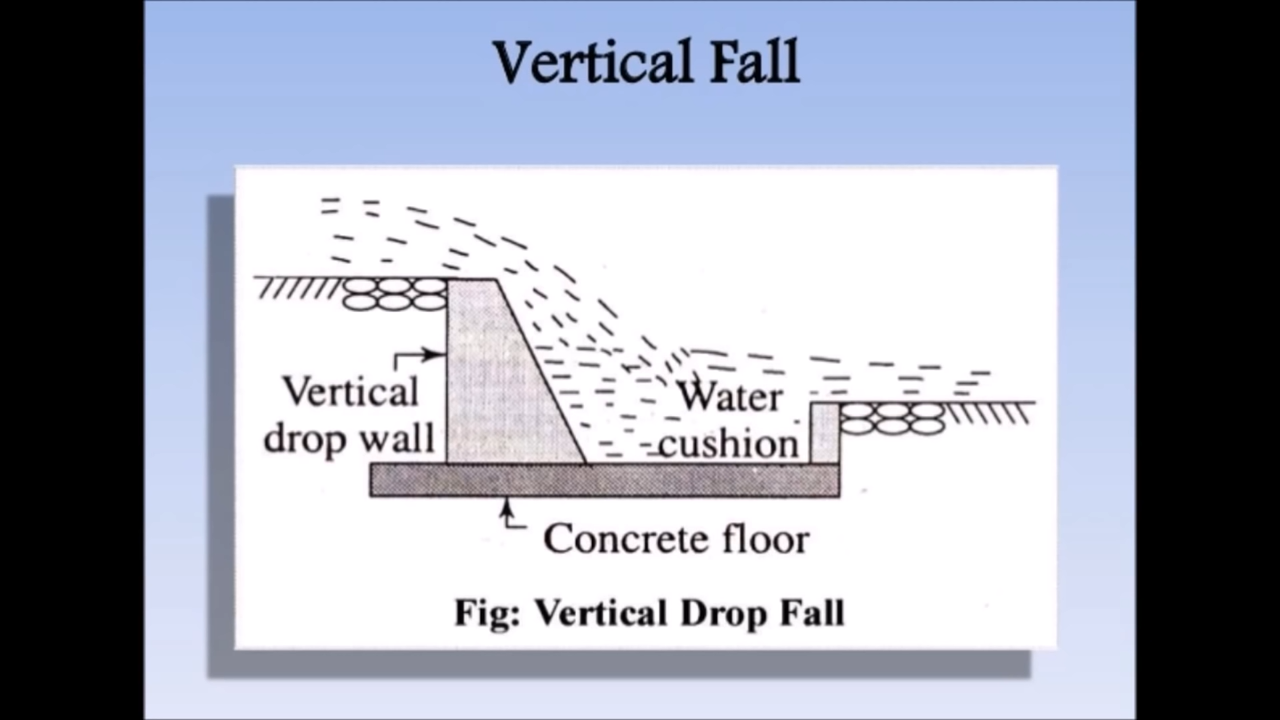 Vertical Fall
Vertical
drop wall
Water
cushion
Concrete floor
Fig: Vertical Drop Fall